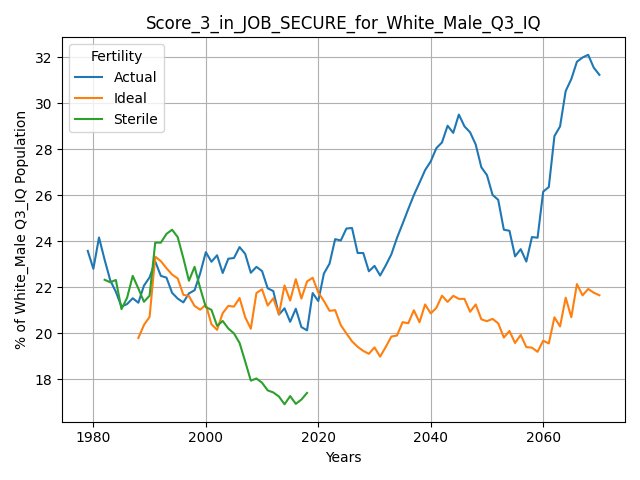 Score_3_in_JOB_SECURE_for_White_Male_Q3_IQ
Fertility
Actual
Ideal
Sterile
% of White_Male Q3_IQ Population
32
30
28
26
24
22
20
18
1980
2000
2020
2040
2060
Years